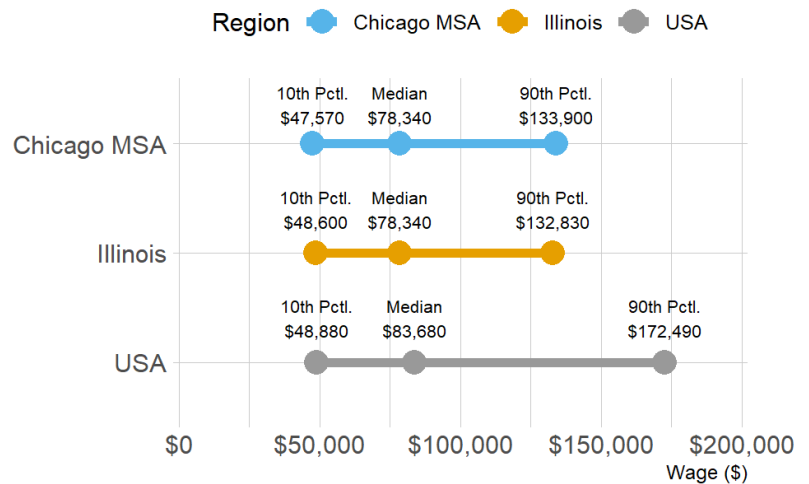 Region Chicago MSA Illinois USA
10th Pctl. Median 90th Pctl.
$47,570 $78,340 $133,900
Chicago MSA
10th Pctl. Median 90th Pctl.
$48,600 $78,340 $132,830
Illinois
10th Pctl. Median 90th Pctl.
$48,880 $83,680 $172,490
USA
$0 $50,000 $100,000 $150,000 $200,000
Wage ($)